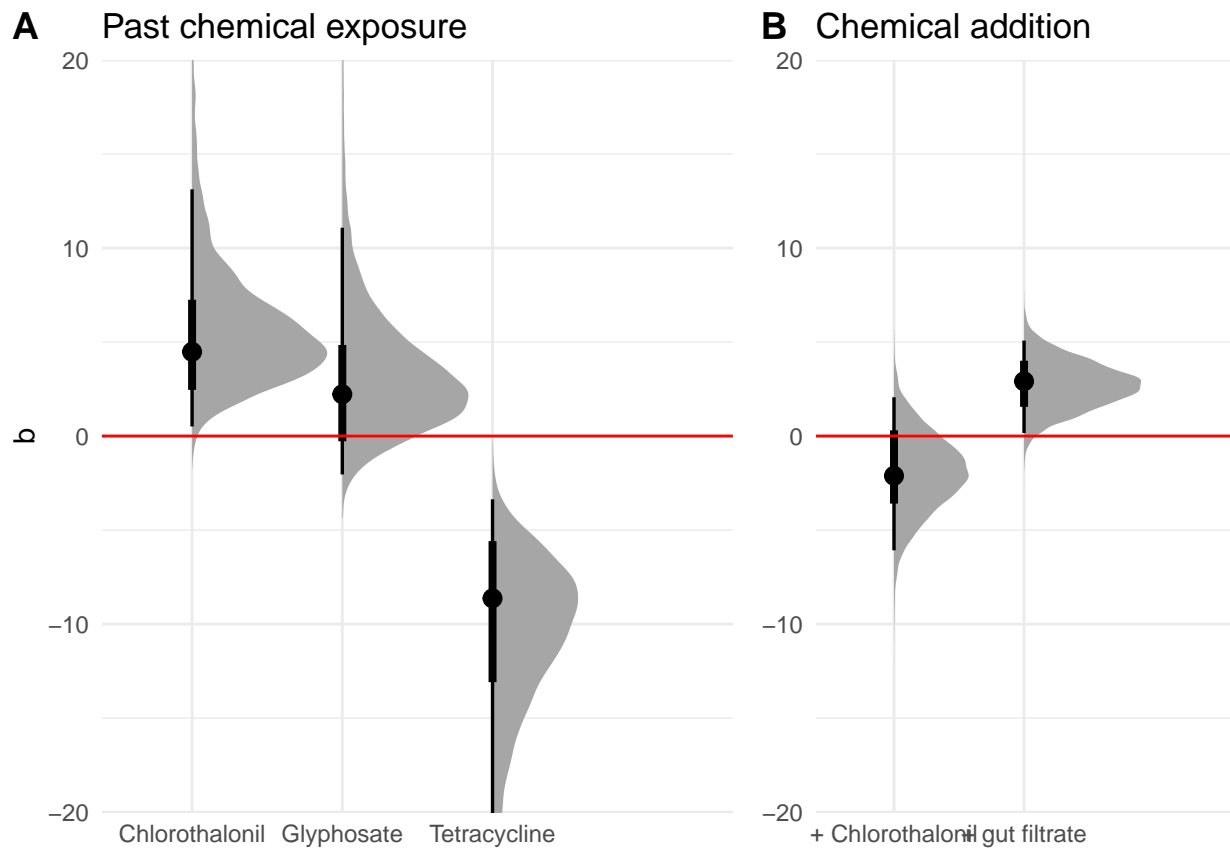 A Past chemical exposure
B Chemical addition
20
10
0
−10
−20
b
Chlorothalonil Glyphosate Tetracycline
20
10
0
−10
−20
+ Chlorothalonil + gut filtrate